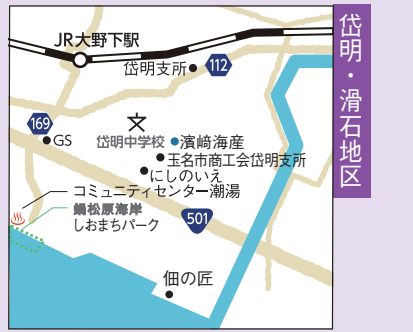 岱明・滑石地区
JR大野下駅
岱明支所
112
169
GS
岱明中学校
濱﨑海産
玉名市商工会岱明支所
にしのいえ
コミュニティセンター潮湯
鍋松原海岸
しおまちパーク
501
佃の匠